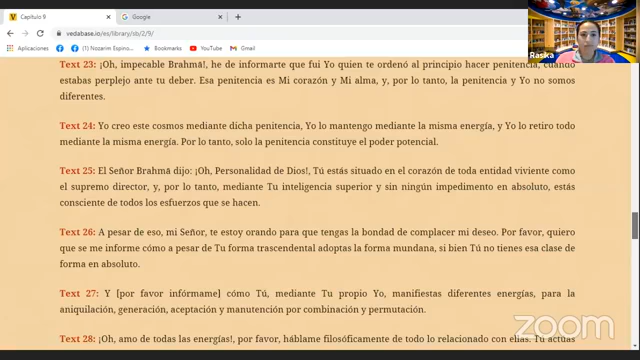 Capítulo 9
Google
vedabase.io/es/library/sb/2/9
Aplicaciones
Nozarim Espino...
Bookmarks
YouTube
Gmail
Rasika
Text 23: ¡Oh, impecable Brahmā!, he de informarte que fui Yo quien te ordenó al principio hacer penitencia, cuando
estabas perplejo ante tu deber. Esa penitencia es Mi corazón y Mi alma, y, por lo tanto, la penitencia y Yo no somos
diferentes.
Text 24: Yo creo este cosmos mediante dicha penitencia, Yo lo mantengo mediante la misma energía, y Yo lo retiro todo
mediante la misma energía. Por lo tanto, solo la penitencia constituye el poder potencial.
Text 25: El Señor Brahmā dijo: ¡Oh, Personalidad de Dios!, Tú estás situado en el corazón de toda entidad viviente como
el supremo director, y, por lo tanto, mediante Tu inteligencia superior y sin ningún impedimento en absoluto, estás
consciente de todos los esfuerzos que se hacen.
Text 26: A pesar de eso, mi Señor, te estoy orando para que tengas la bondad de complacer mi deseo. Por favor, quiero
que se me informe cómo a pesar de Tu forma trascendental adoptas la forma mundana, si bien Tú no tienes esa clase de
forma en absoluto.
Text 27: Y [por favor infórmame] cómo Tú, mediante Tu propio Yo, manifiestas diferentes energías, para la
aniquilación, generación, aceptación y manutención por combinación y permutación.
Text 28: ¡Oh, amo de todas las energías!, por favor, háblame filosóficamente de todo lo relacionado con ellas. Tú actúas
zoom